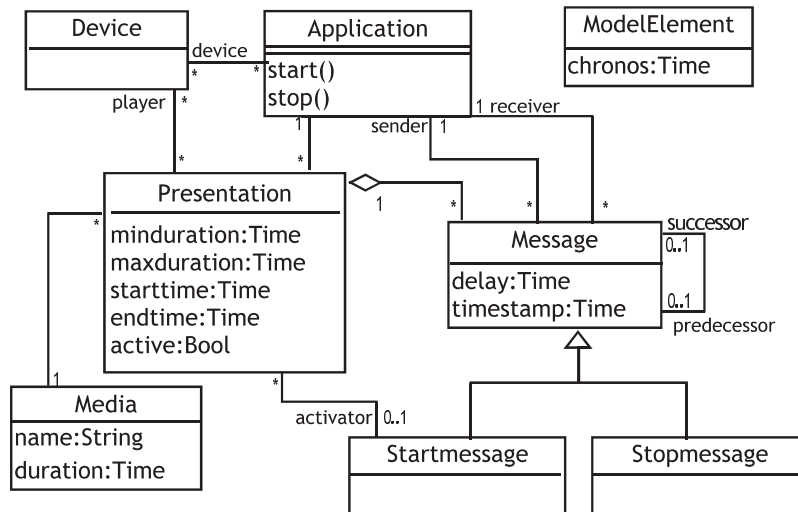 Device
device
*
*
player
*
*
Application
start()
stop()
1
*
sender
1
1 receiver
*
*
ModelElement
chronos:Time
Presentation
minduration:Time
maxduration:Time
starttime:Time
endtime:Time
active:Bool
1
*
*
1
Message
delay:Time
timestamp:Time
successor
0..1
0..1
predecessor
Media
name:String
duration:Time
*
activator
0..1
Startmessage
Stopmessage